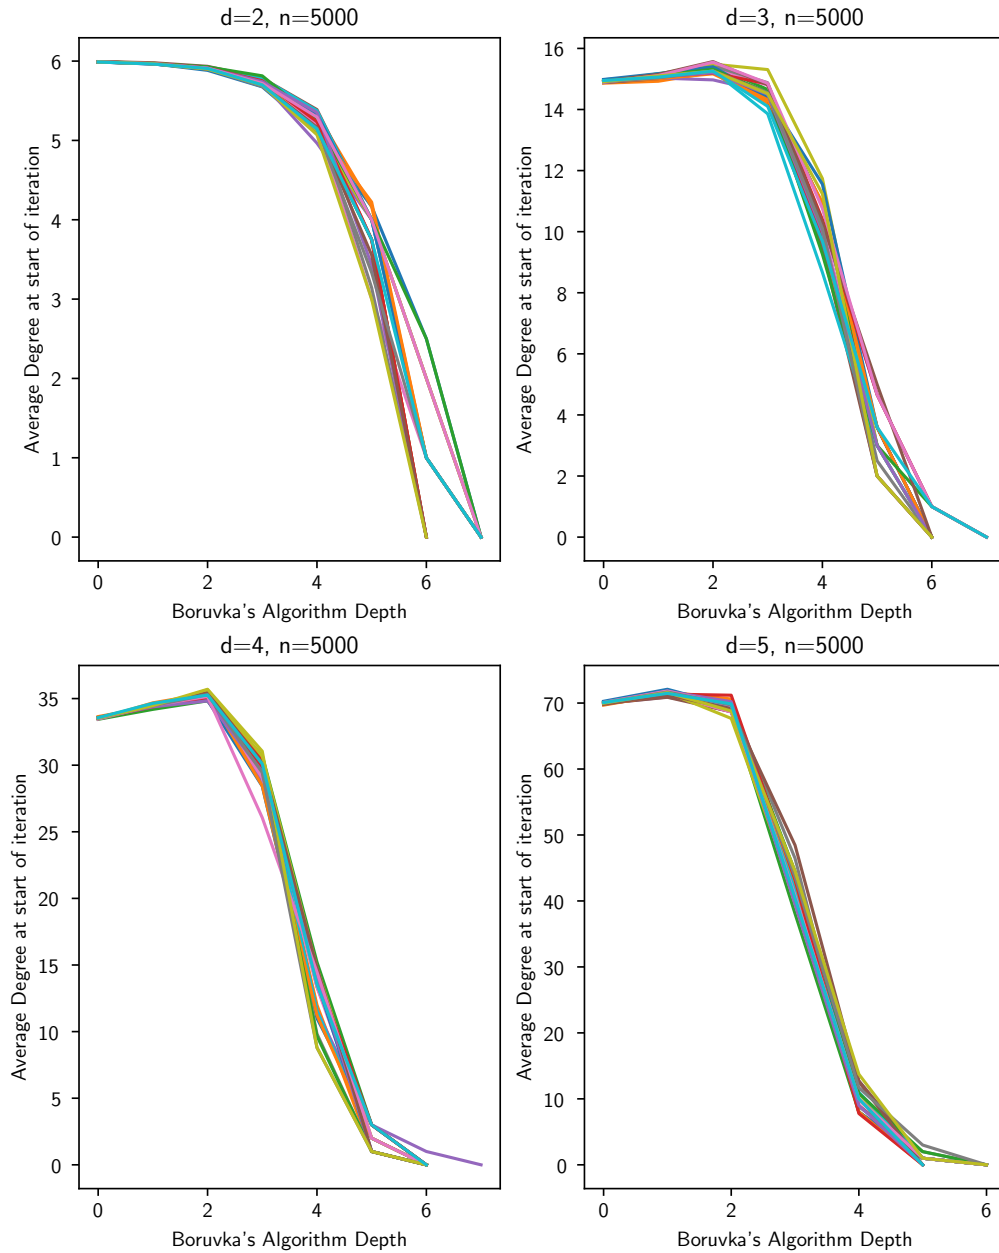 d=2, n=5000
6
5
4
3
2
1
0
Average Degree at start of iteration
0 2 4 6
Boruvka's Algorithm Depth
d=3, n=5000
16
14
12
10
8
6
4
2
0
Average Degree at start of iteration
0 2 4 6
Boruvka's Algorithm Depth
d=4, n=5000
35
30
25
20
15
10
5
0
Average Degree at start of iteration
0 2 4 6
Boruvka's Algorithm Depth
d=5, n=5000
70
60
50
40
30
20
10
0
Average Degree at start of iteration
0 2 4 6
Boruvka's Algorithm Depth